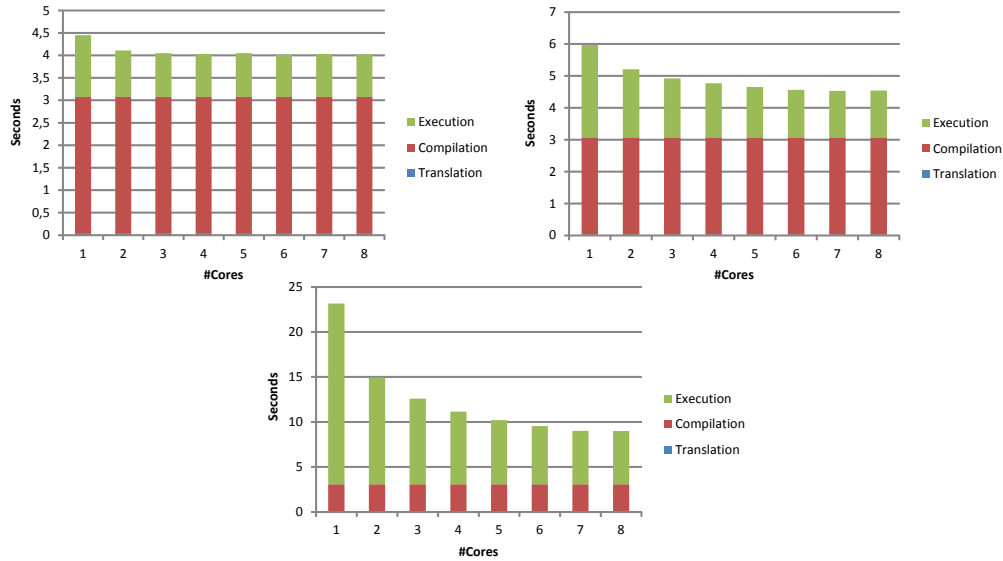 5
4,5
4
3,5
3
2,5
2
1,5
1
0,5
0
Seconds
1 2 3 4 5 6 7 8
#Cores
Execution
Compilation
Translation
7
6
5
4
3
2
1
0
Seconds
1 2 3 4 5 6 7 8
#Cores
Execution
Compilation
Translation
25
20
15
10
5
0
Seconds
1 2 3 4 5 6 7 8
#Cores
Execution
Compilation
Translation